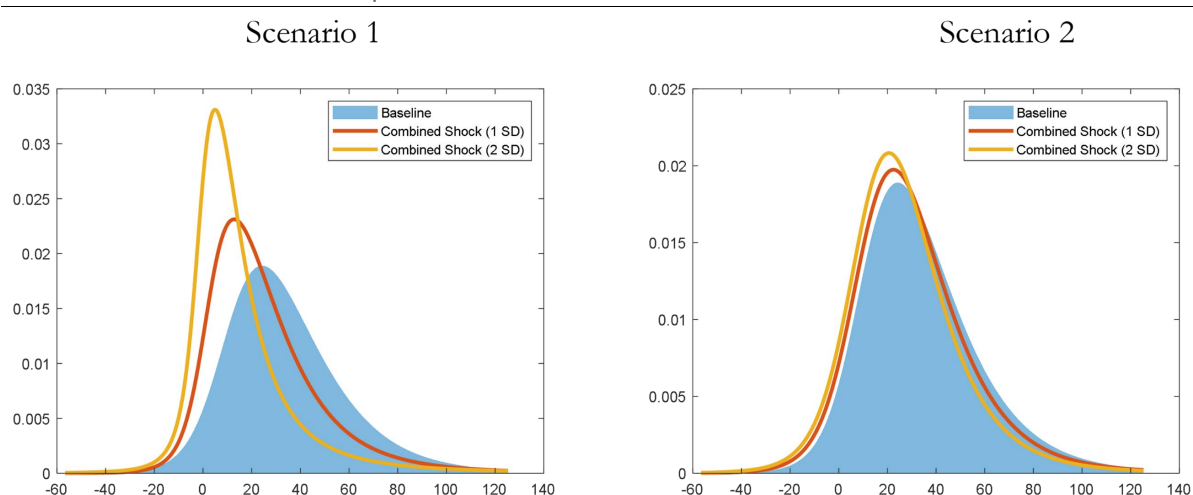 Scenario 1
Scenario 2
0.035
0.03
0.025
0.02
0.015
0.01
0.005
0
-60 -40 -20 0 20 40 60 80 100 120 140
Baseline
Combined Shock (1 SD)
Combined Shock (2 SD)
0.025
0.02
0.015
0.01
0.005
0
-60 -40 -20 0 20 40 60 80 100 120 140
Baseline
Combined Shock (1 SD)
Combined Shock (2 SD)